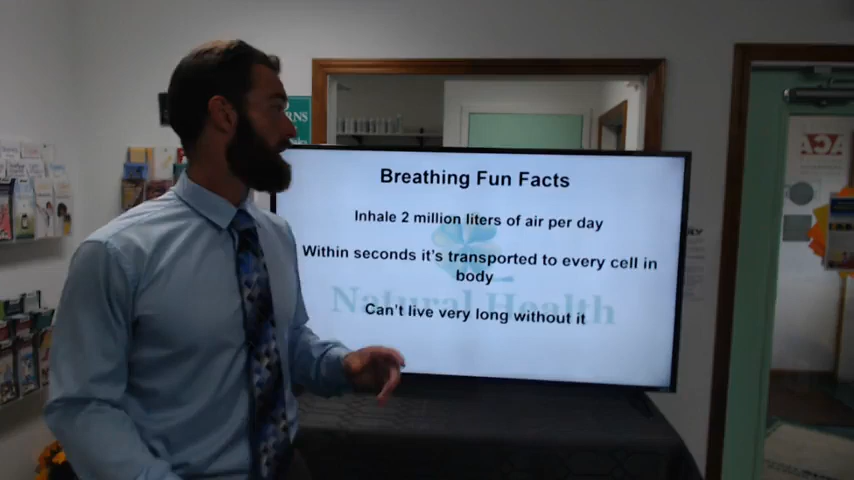 Breathing Fun Facts
Inhale 2 million liters of air per day
Within seconds it's transported to every cell in
body
Natural Health
Can't live very long without it
RNS
ACA